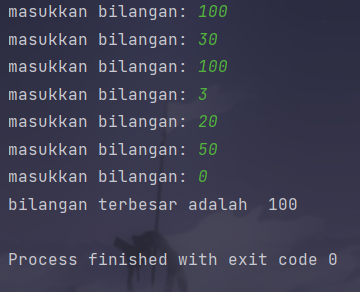 masukkan bilangan: 100
masukkan bilangan: 30
masukkan bilangan: 100
masukkan bilangan: 3
masukkan bilangan: 20
masukkan bilangan: 50
masukkan bilangan: 0
bilangan terbesar adalah  100
Process finished with exit code 0